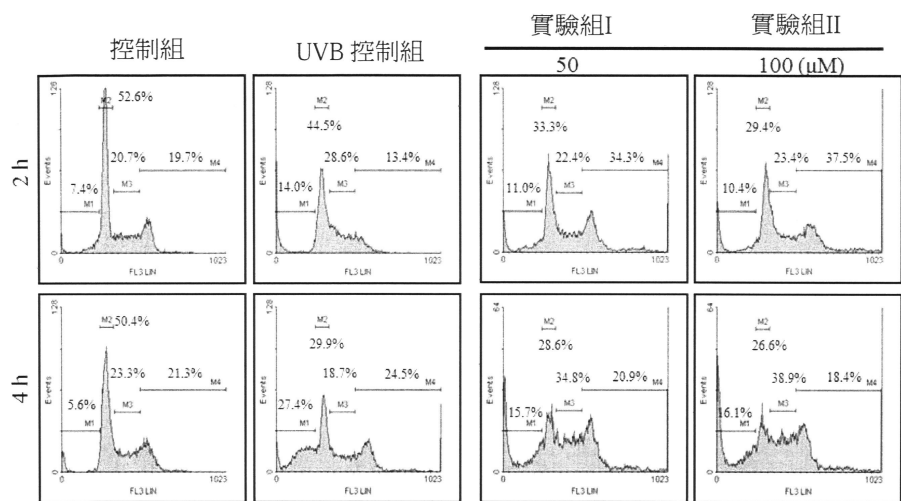 控制組
UVB 控制組
實驗組I
實驗組II
50
100 (μM)
2 h
128
Events
0
M2
52.6%
20.7%
19.7%
M4
7.4%
M1
M3
0
FL3 LIN
1023
128
Events
0
M2
44.5%
28.6%
13.4%
M4
14.0%
M1
M3
0
FL3 LIN
1023
128
Events
0
M2
33.3%
22.4%
34.3%
M4
11.0%
M1
M3
0
FL3 LIN
1023
128
Events
0
M2
29.4%
23.4%
37.5%
M4
10.4%
M1
M3
0
FL3 LIN
1023
4 h
128
Events
0
M2
50.4%
23.3%
21.3%
M4
5.6%
M1
M3
0
FL3 LIN
1023
128
Events
0
M2
29.9%
18.7%
24.5%
M4
27.4%
M1
M3
0
FL3 LIN
1023
64
Events
0
M2
28.6%
34.8%
20.9%
M4
15.7%
M1
M3
0
FL3 LIN
1023
64
Events
0
M2
26.6%
38.9%
18.4%
M4
16.1%
M1
M3
0
FL3 LIN
1023